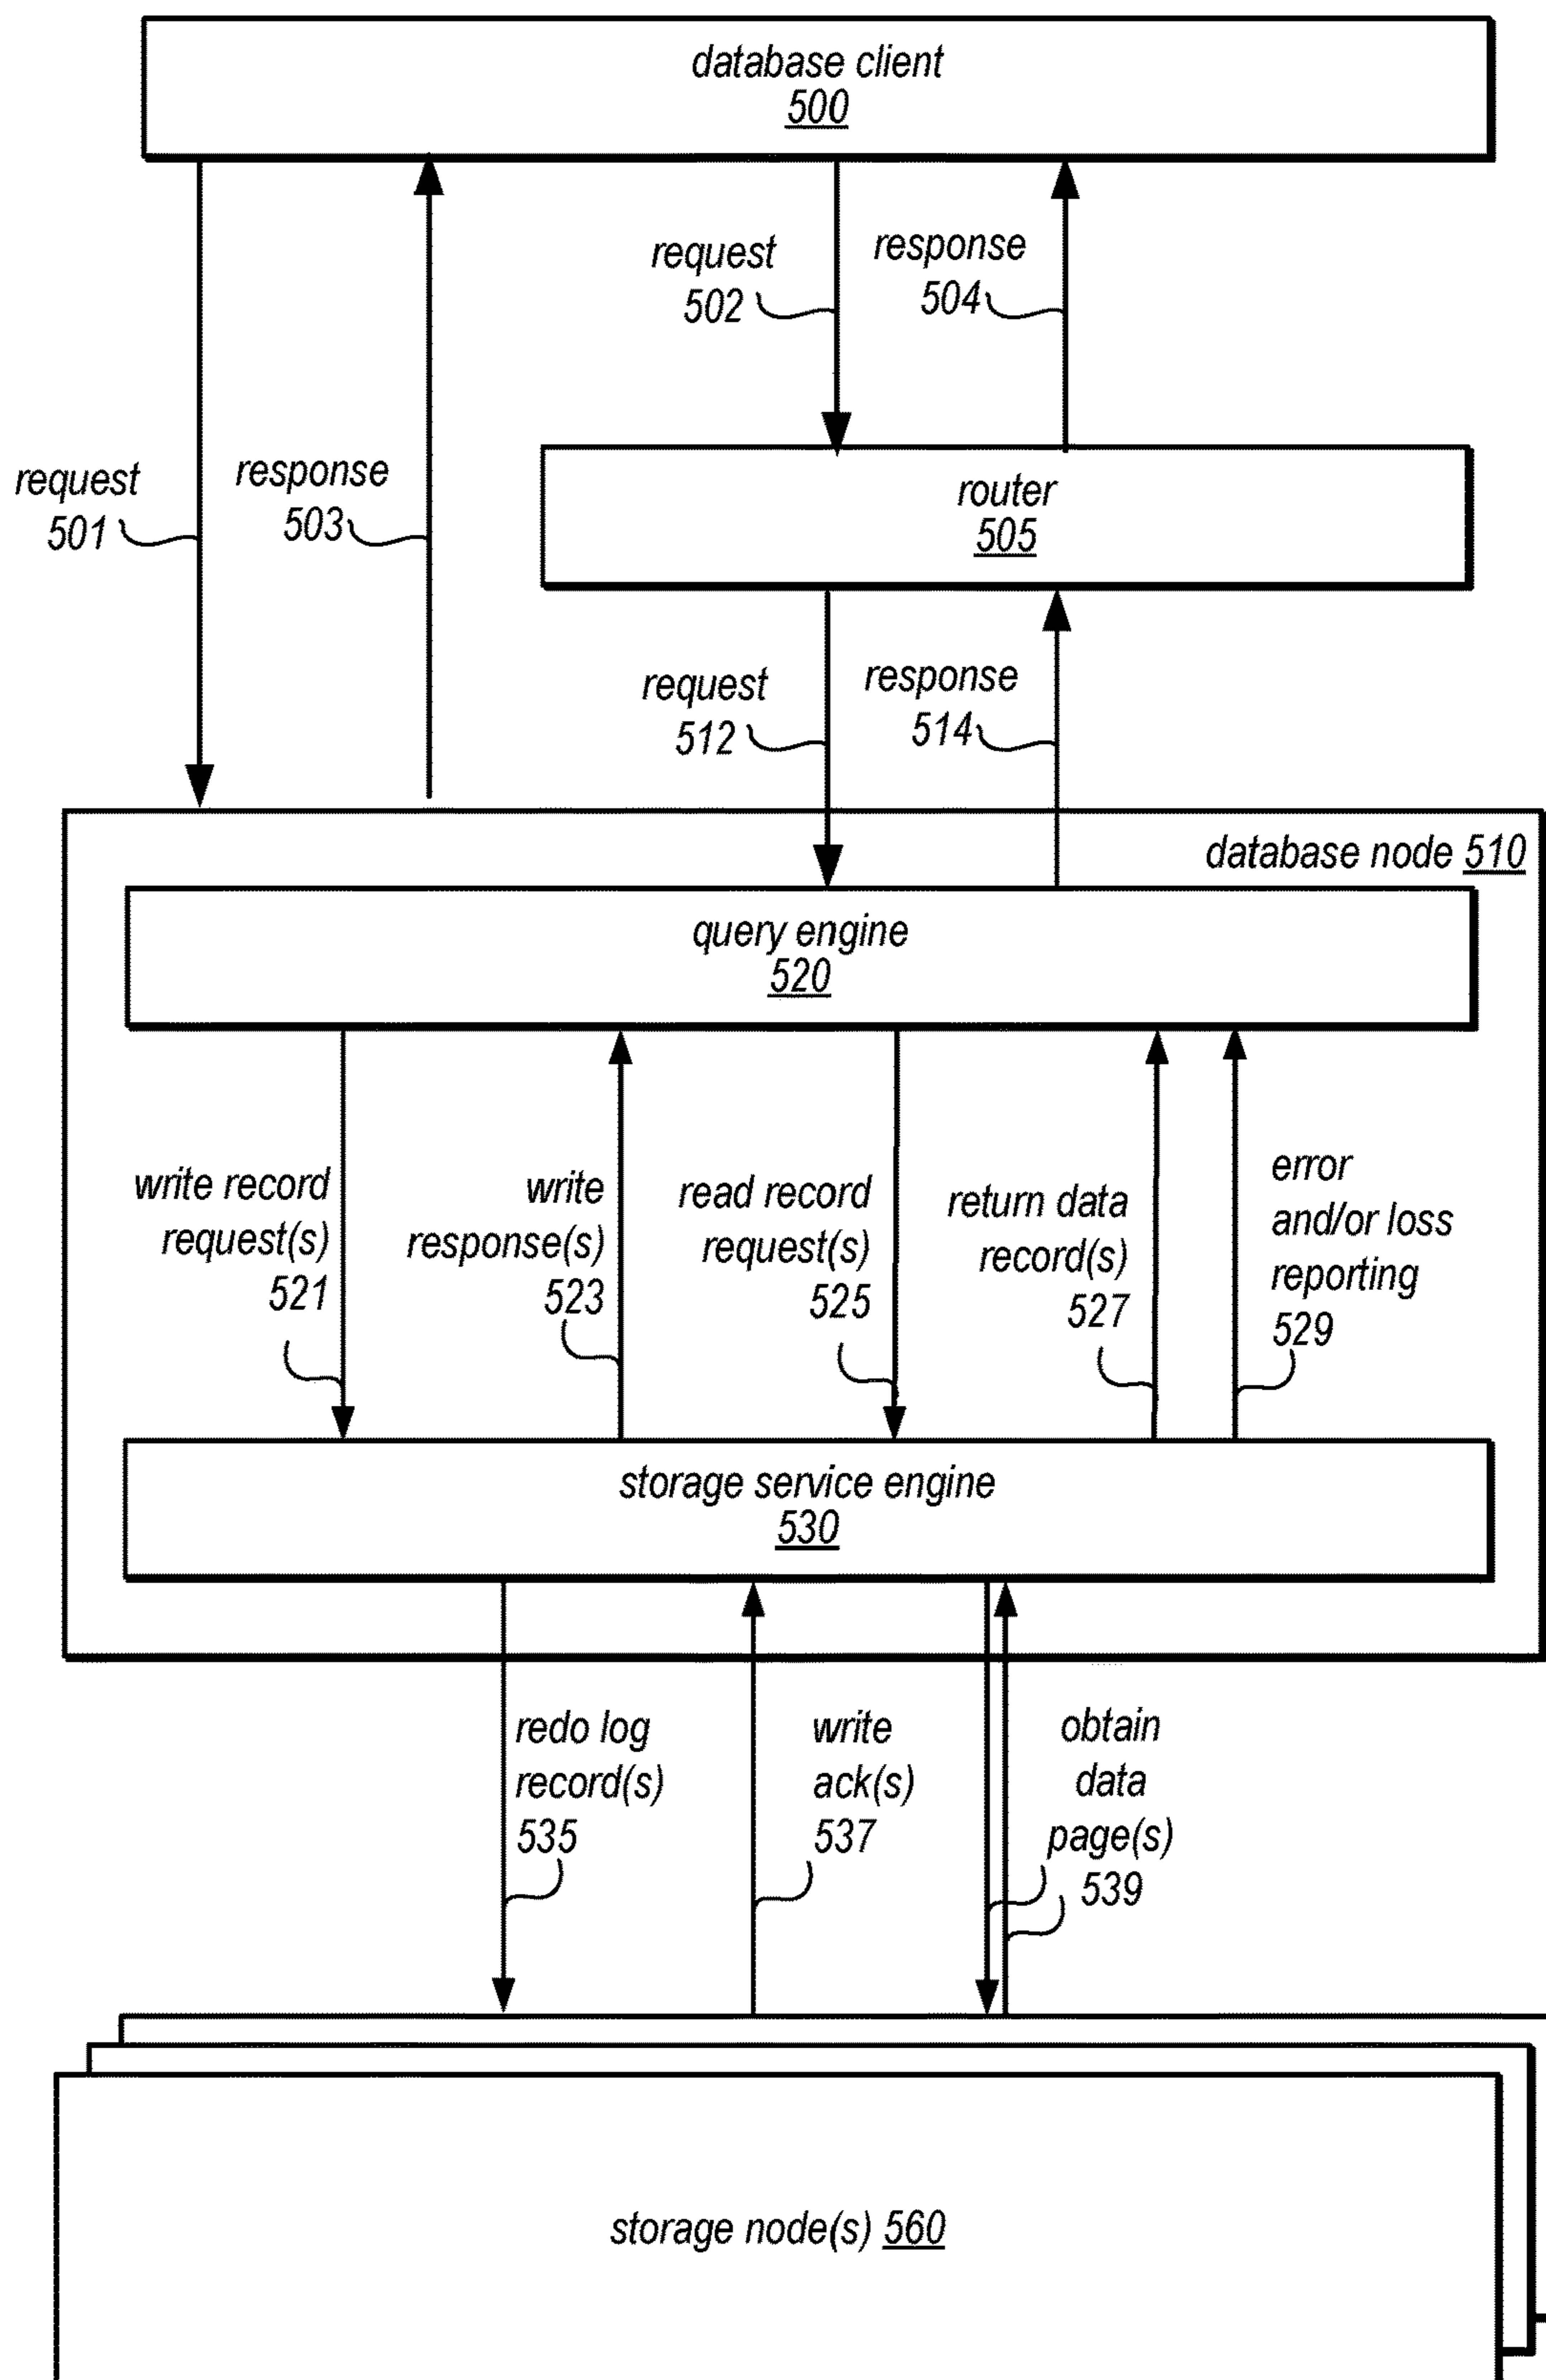 database client
500
request
502
response
504
request
501
response
503
router
505
request
512
response
514
database node 510
query engine
520
write record
request(s)
521
write
response(s)
523
read record
request(s)
525
return data
record(s)
527
error
and/or loss
reporting
529
storage service engine
530
redo log
record(s)
535
write
ack(s)
537
obtain
data
page(s)
539
storage node(s) 560